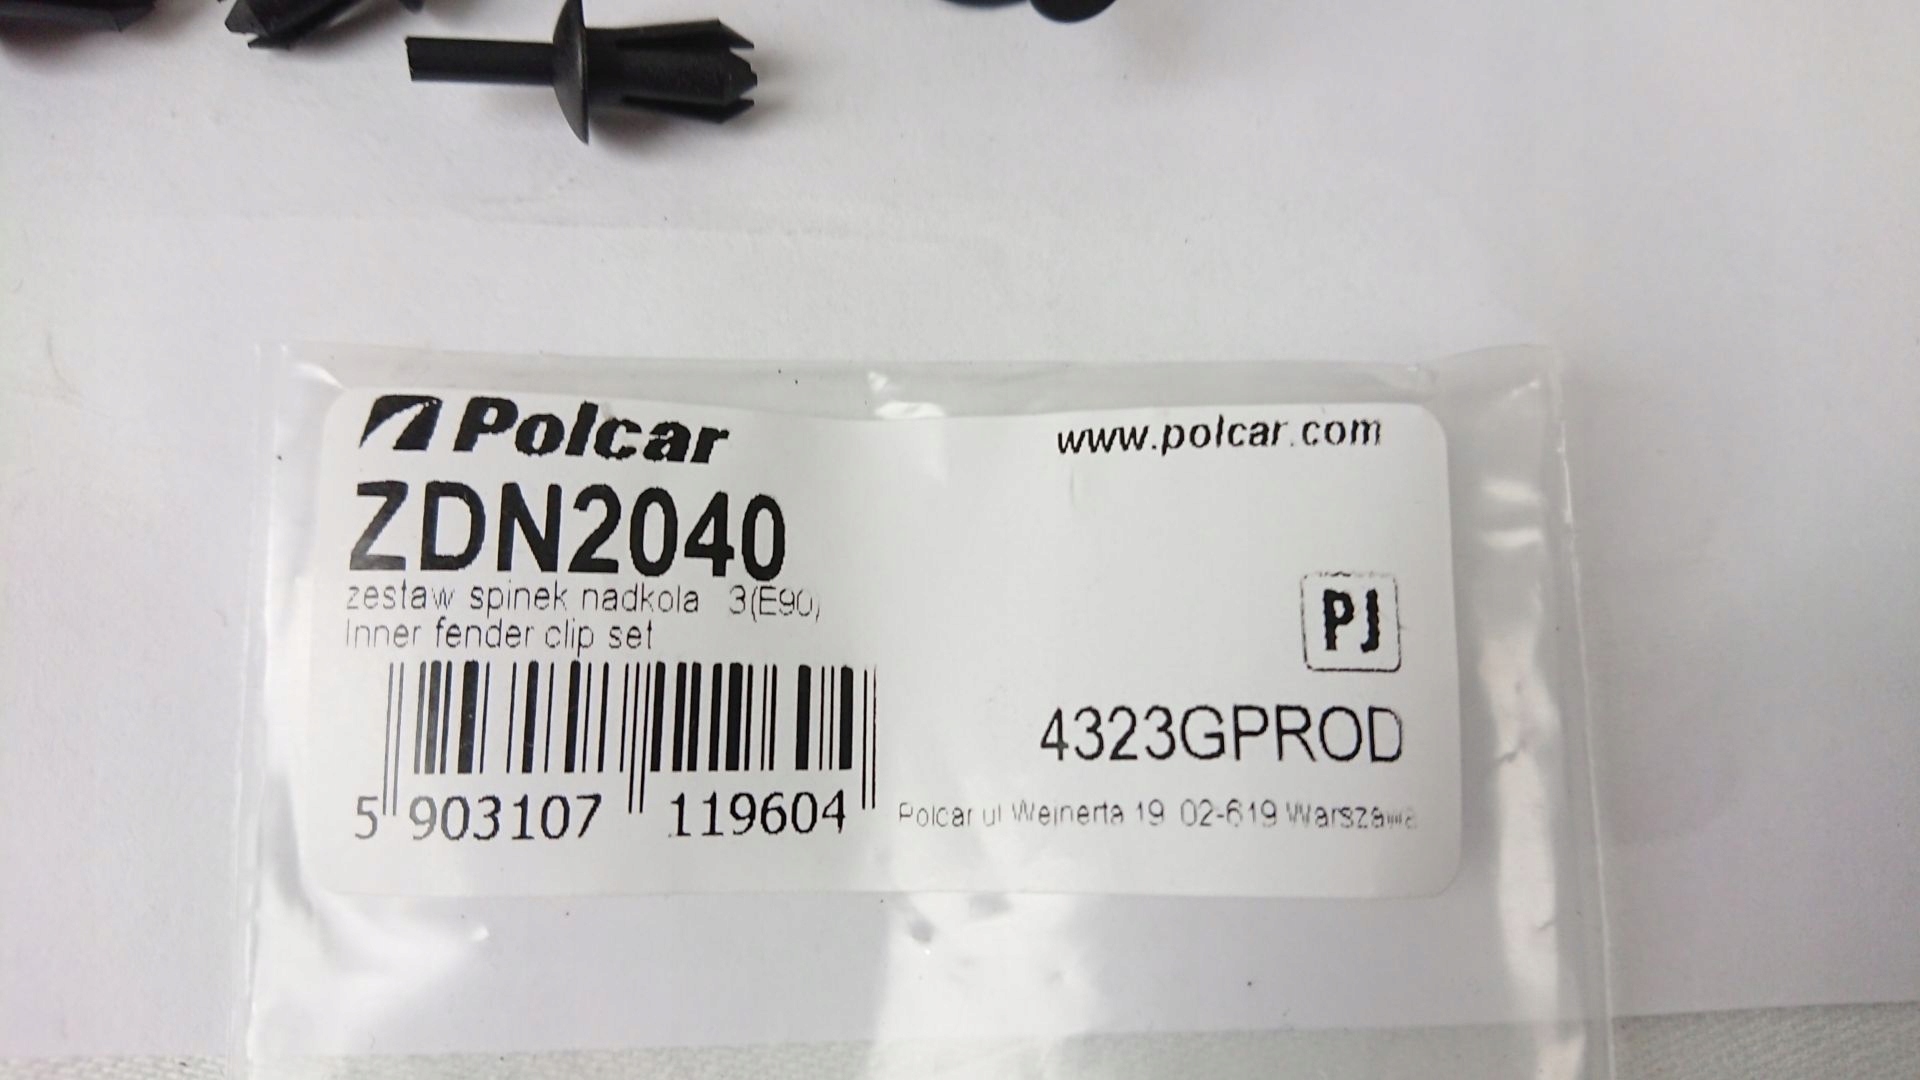 Polcar
www.polcar.com
ZDN2040
zestaw spinek nadkola 3(E90)
Inner fender clip set
PJ
4323GPROD
5 903107 119604
Polcar ul Wejnerta 19 02-619 Warszawa